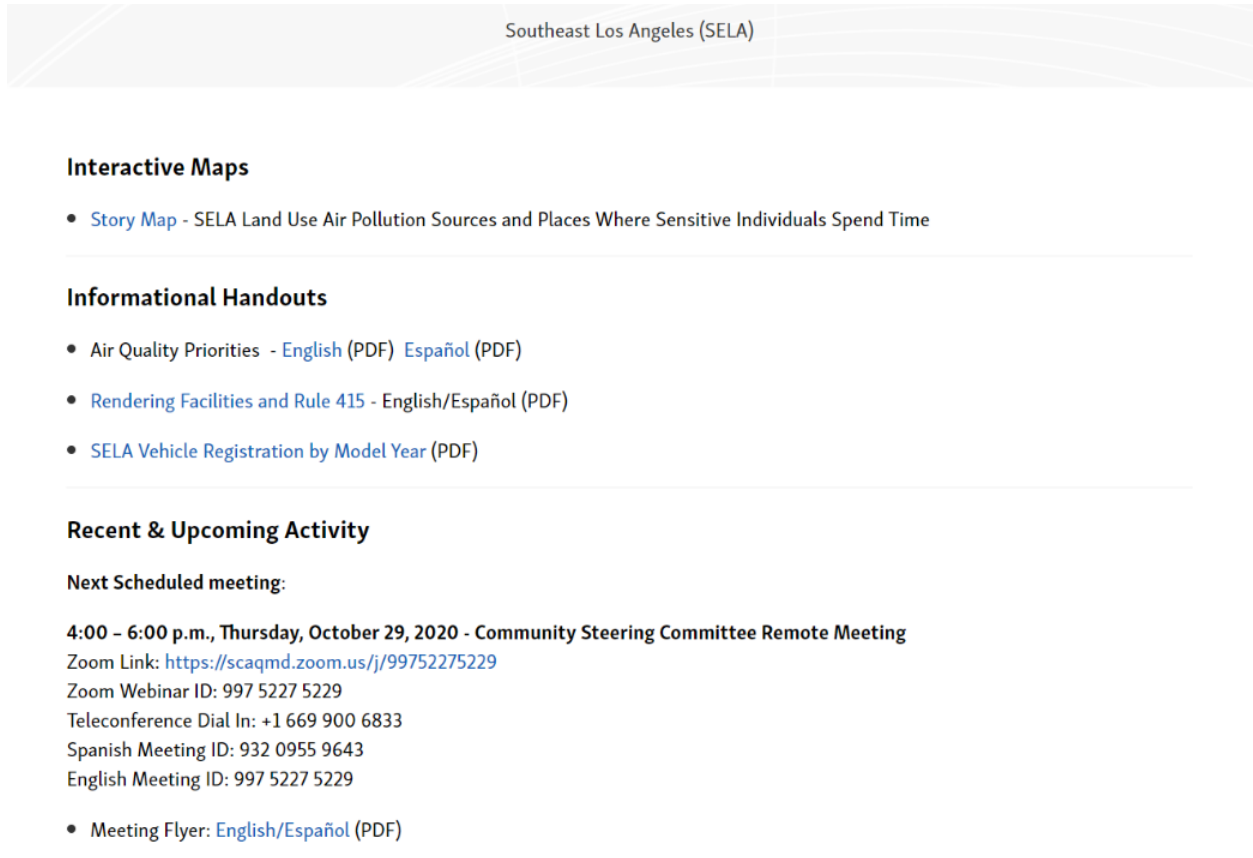 Southeast Los Angeles (SELA)
Interactive Maps
• Story Map - SELA Land Use Air Pollution Sources and Places Where Sensitive Individuals Spend Time
Informational Handouts
• Air Quality Priorities - English (PDF) Español (PDF)
• Rendering Facilities and Rule 415 - English/Español (PDF)
• SELA Vehicle Registration by Model Year (PDF)
Recent & Upcoming Activity
Next Scheduled meeting:
4:00 – 6:00 p.m., Thursday, October 29, 2020 - Community Steering Committee Remote Meeting
Zoom Link: https://scaqmd.zoom.us/j/99752275229
Zoom Webinar ID: 997 5227 5229
Teleconference Dial In: +1 669 900 6833
Spanish Meeting ID: 932 0955 9643
English Meeting ID: 997 5227 5229
• Meeting Flyer: English/Español (PDF)